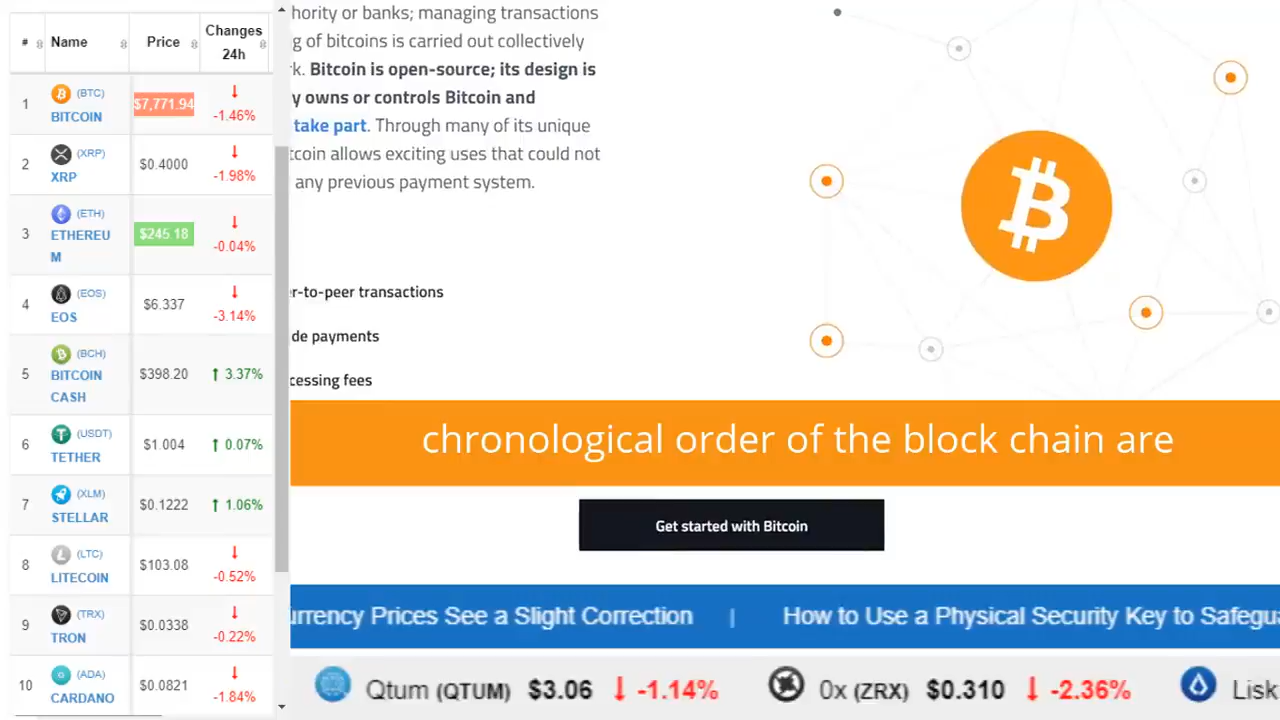 # Name Price Changes 24h
1 (BTC) BITCOIN $7,771.94 ↓ -1.46%
2 (XRP) XRP $0.4000 ↓ -1.98%
3 (ETH) ETHEREUM $245.18 ↓ -0.04%
4 (EOS) EOS $6.337 ↓ -3.14%
5 (BCH) BITCOIN CASH $398.20 ↑ 3.37%
6 (USDT) TETHER $1.004 ↑ 0.07%
7 (XLM) STELLAR $0.1222 ↑ 1.06%
8 (LTC) LITECOIN $103.08 ↓ -0.52%
9 (TRX) TRON $0.0338 ↓ -0.22%
10 (ADA) CARDANO $0.0821 ↓ -1.84%
hority or banks; managing transactions
g of bitcoins is carried out collectively
k. Bitcoin is open-source; its design is
y owns or controls Bitcoin and
take part. Through many of its unique
tcoin allows exciting uses that could not
any previous payment system.
er-to-peer transactions
de payments
cessing fees
chronological order of the block chain are
Get started with Bitcoin
urrency Prices See a Slight Correction | How to Use a Physical Security Key to Safegu
Qtum (QTUM) $3.06 ↓ -1.14% 0x (ZRX) $0.310 ↓ -2.36% Lisk